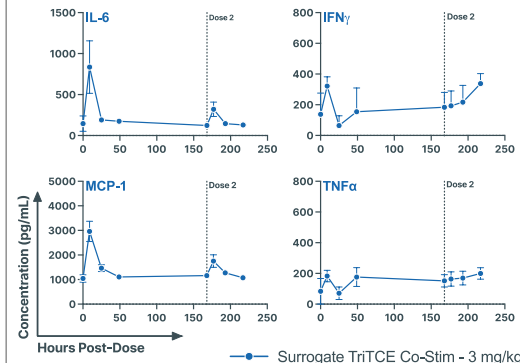 IL-6
1500
1000
500
0
Dose 2
0 50 100 150 200 250
IFNγ
800
600
400
200
0
Dose 2
0 50 100 150 200 250
MCP-1
5000
4000
3000
2000
1000
0
Dose 2
0 50 100 150 200 250
TNFα
800
600
400
200
0
Dose 2
0 50 100 150 200 250
Concentration (pg/mL)
Hours Post-Dose
Surrogate TriTCE Co-Stim - 3 mg/kg